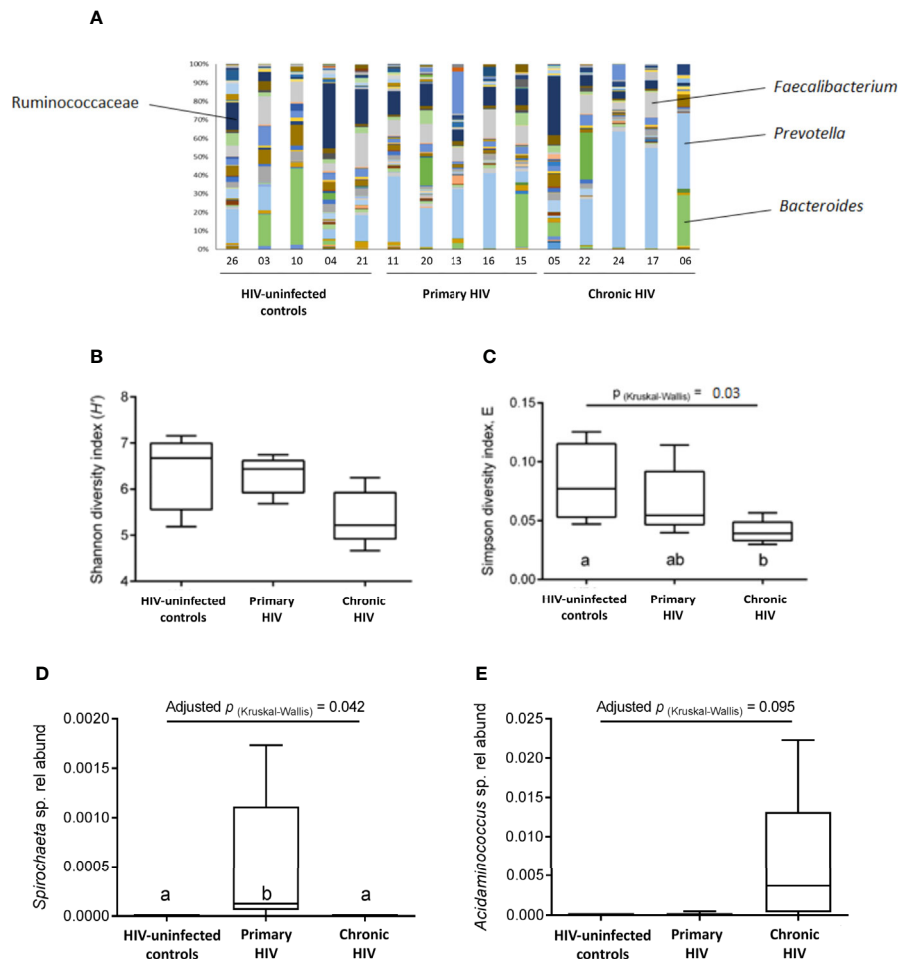 A
100%
90%
80%
70%
60%
50%
40%
30%
20%
10%
0%
Ruminococcaceae
Faecalibacterium
Prevotella
Bacteroides
26 03 10 04 21 11 20 13 16 15 05 22 24 17 06
HIV-uninfected controls
Primary HIV
Chronic HIV
B
Shannon diversity index (H')
8
7
6
5
4
HIV-uninfected controls
Primary HIV
Chronic HIV
C
p (Kruskal-Wallis) = 0.03
Simpson diversity index, E
0.15
0.10
0.05
0.00
a ab b
HIV-uninfected controls
Primary HIV
Chronic HIV
D
Adjusted p (Kruskal-Wallis) = 0.042
Spirochaeta sp. rel abund
0.0020
0.0015
0.0010
0.0005
0.0000
a b a
HIV-uninfected controls
Primary HIV
Chronic HIV
E
Adjusted p (Kruskal-Wallis) = 0.095
Acidaminococcus sp. rel abund
0.025
0.020
0.015
0.010
0.005
0.000
HIV-uninfected controls
Primary HIV
Chronic HIV